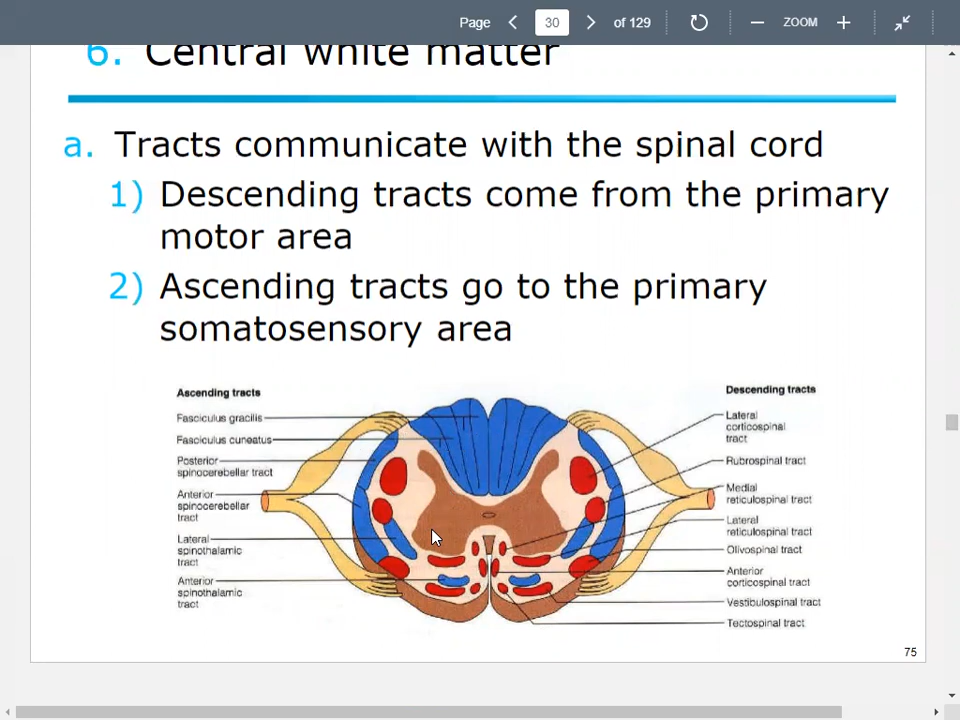 Page 30 of 129 ZOOM
6. Central white matter
a. Tracts communicate with the spinal cord
1) Descending tracts come from the primary
motor area
2) Ascending tracts go to the primary
somatosensory area
Ascending tracts
Fasciculus gracilis
Fasciculus cuneatus
Posterior
spinocerebellar tract
Anterior
spinocerebellar
tract
Lateral
spinothalamic
tract
Anterior
spinothalamic
tract
Descending tracts
Lateral
corticospinal
tract
Rubrospinal tract
Medial
reticulospinal tract
Lateral
reticulospinal tract
Olivospinal tract
Anterior
corticospinal tract
Vestibulospinal tract
Tectospinal tract
75